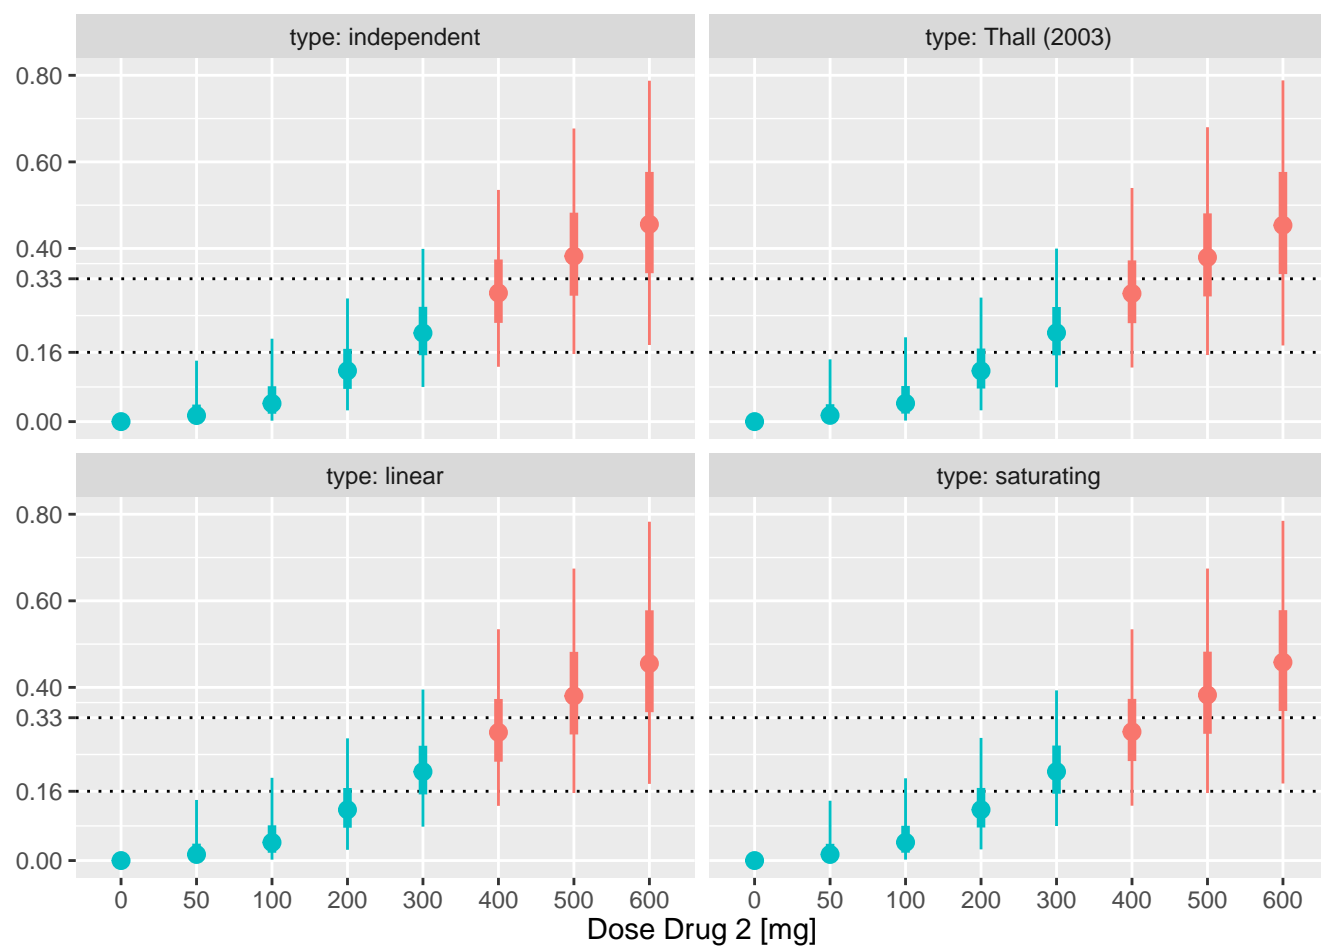 type: independent
type: Thall (2003)
0.80
0.60
0.40
0.33
0.16
0.00
type: linear
type: saturating
0.80
0.60
0.40
0.33
0.16
0.00
0 50 100 200 300 400 500 600
0 50 100 200 300 400 500 600
Dose Drug 2 [mg]